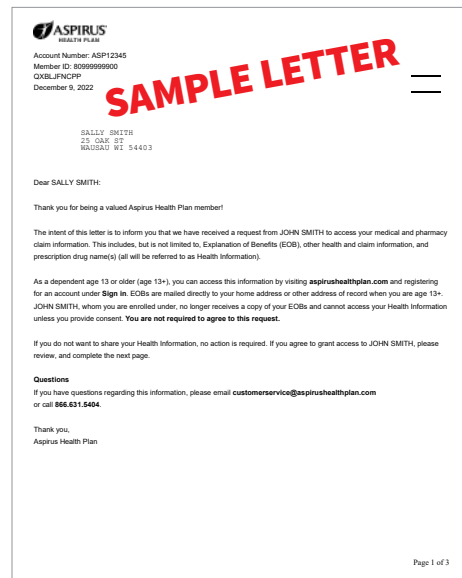 ASPIRUS®
HEALTH PLAN
Account Number: ASP12345
Member ID: 80999999900
QXBLJFNCPP
December 9, 2022
SAMPLE LETTER
SALLY SMITH
25 OAK ST
WAUSAU WI 54403
Dear SALLY SMITH:
Thank you for being a valued Aspirus Health Plan member!
The intent of this letter is to inform you that we have received a request from JOHN SMITH to access your medical and pharmacy
claim information. This includes, but is not limited to, Explanation of Benefits (EOB), other health and claim information, and
prescription drug name(s) (all will be referred to as Health Information).
As a dependent age 13 or older (age 13+), you can access this information by visiting aspirushealthplan.com and registering
for an account under Sign in. EOBs are mailed directly to your home address or other address of record when you are age 13+.
JOHN SMITH, whom you are enrolled under, no longer receives a copy of your EOBs and cannot access your Health Information
unless you provide consent. You are not required to agree to this request.
If you do not want to share your Health Information, no action is required. If you agree to grant access to JOHN SMITH, please
review, and complete the next page.
Questions
If you have questions regarding this information, please email customerservice@aspirushealthplan.com
or call 866.631.5404.
Thank you,
Aspirus Health Plan
Page 1 of 3